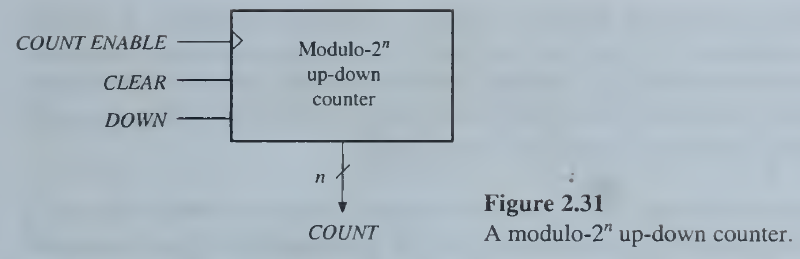 COUNT ENABLE
CLEAR
DOWN
Modulo-2ⁿ
up-down
counter
n
COUNT
Figure 2.31
A modulo-2ⁿ up-down counter.